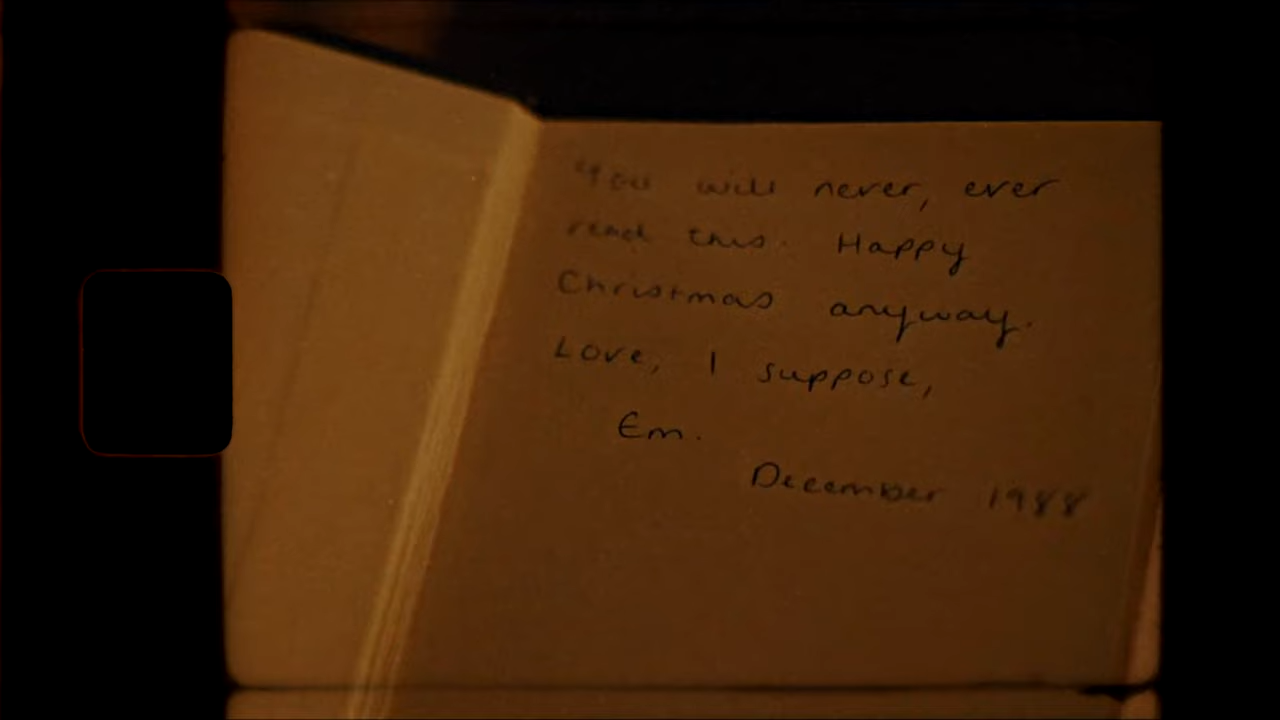 You will never, ever
read this. Happy
Christmas anyway.
Love, I suppose,
Em.
December 1988